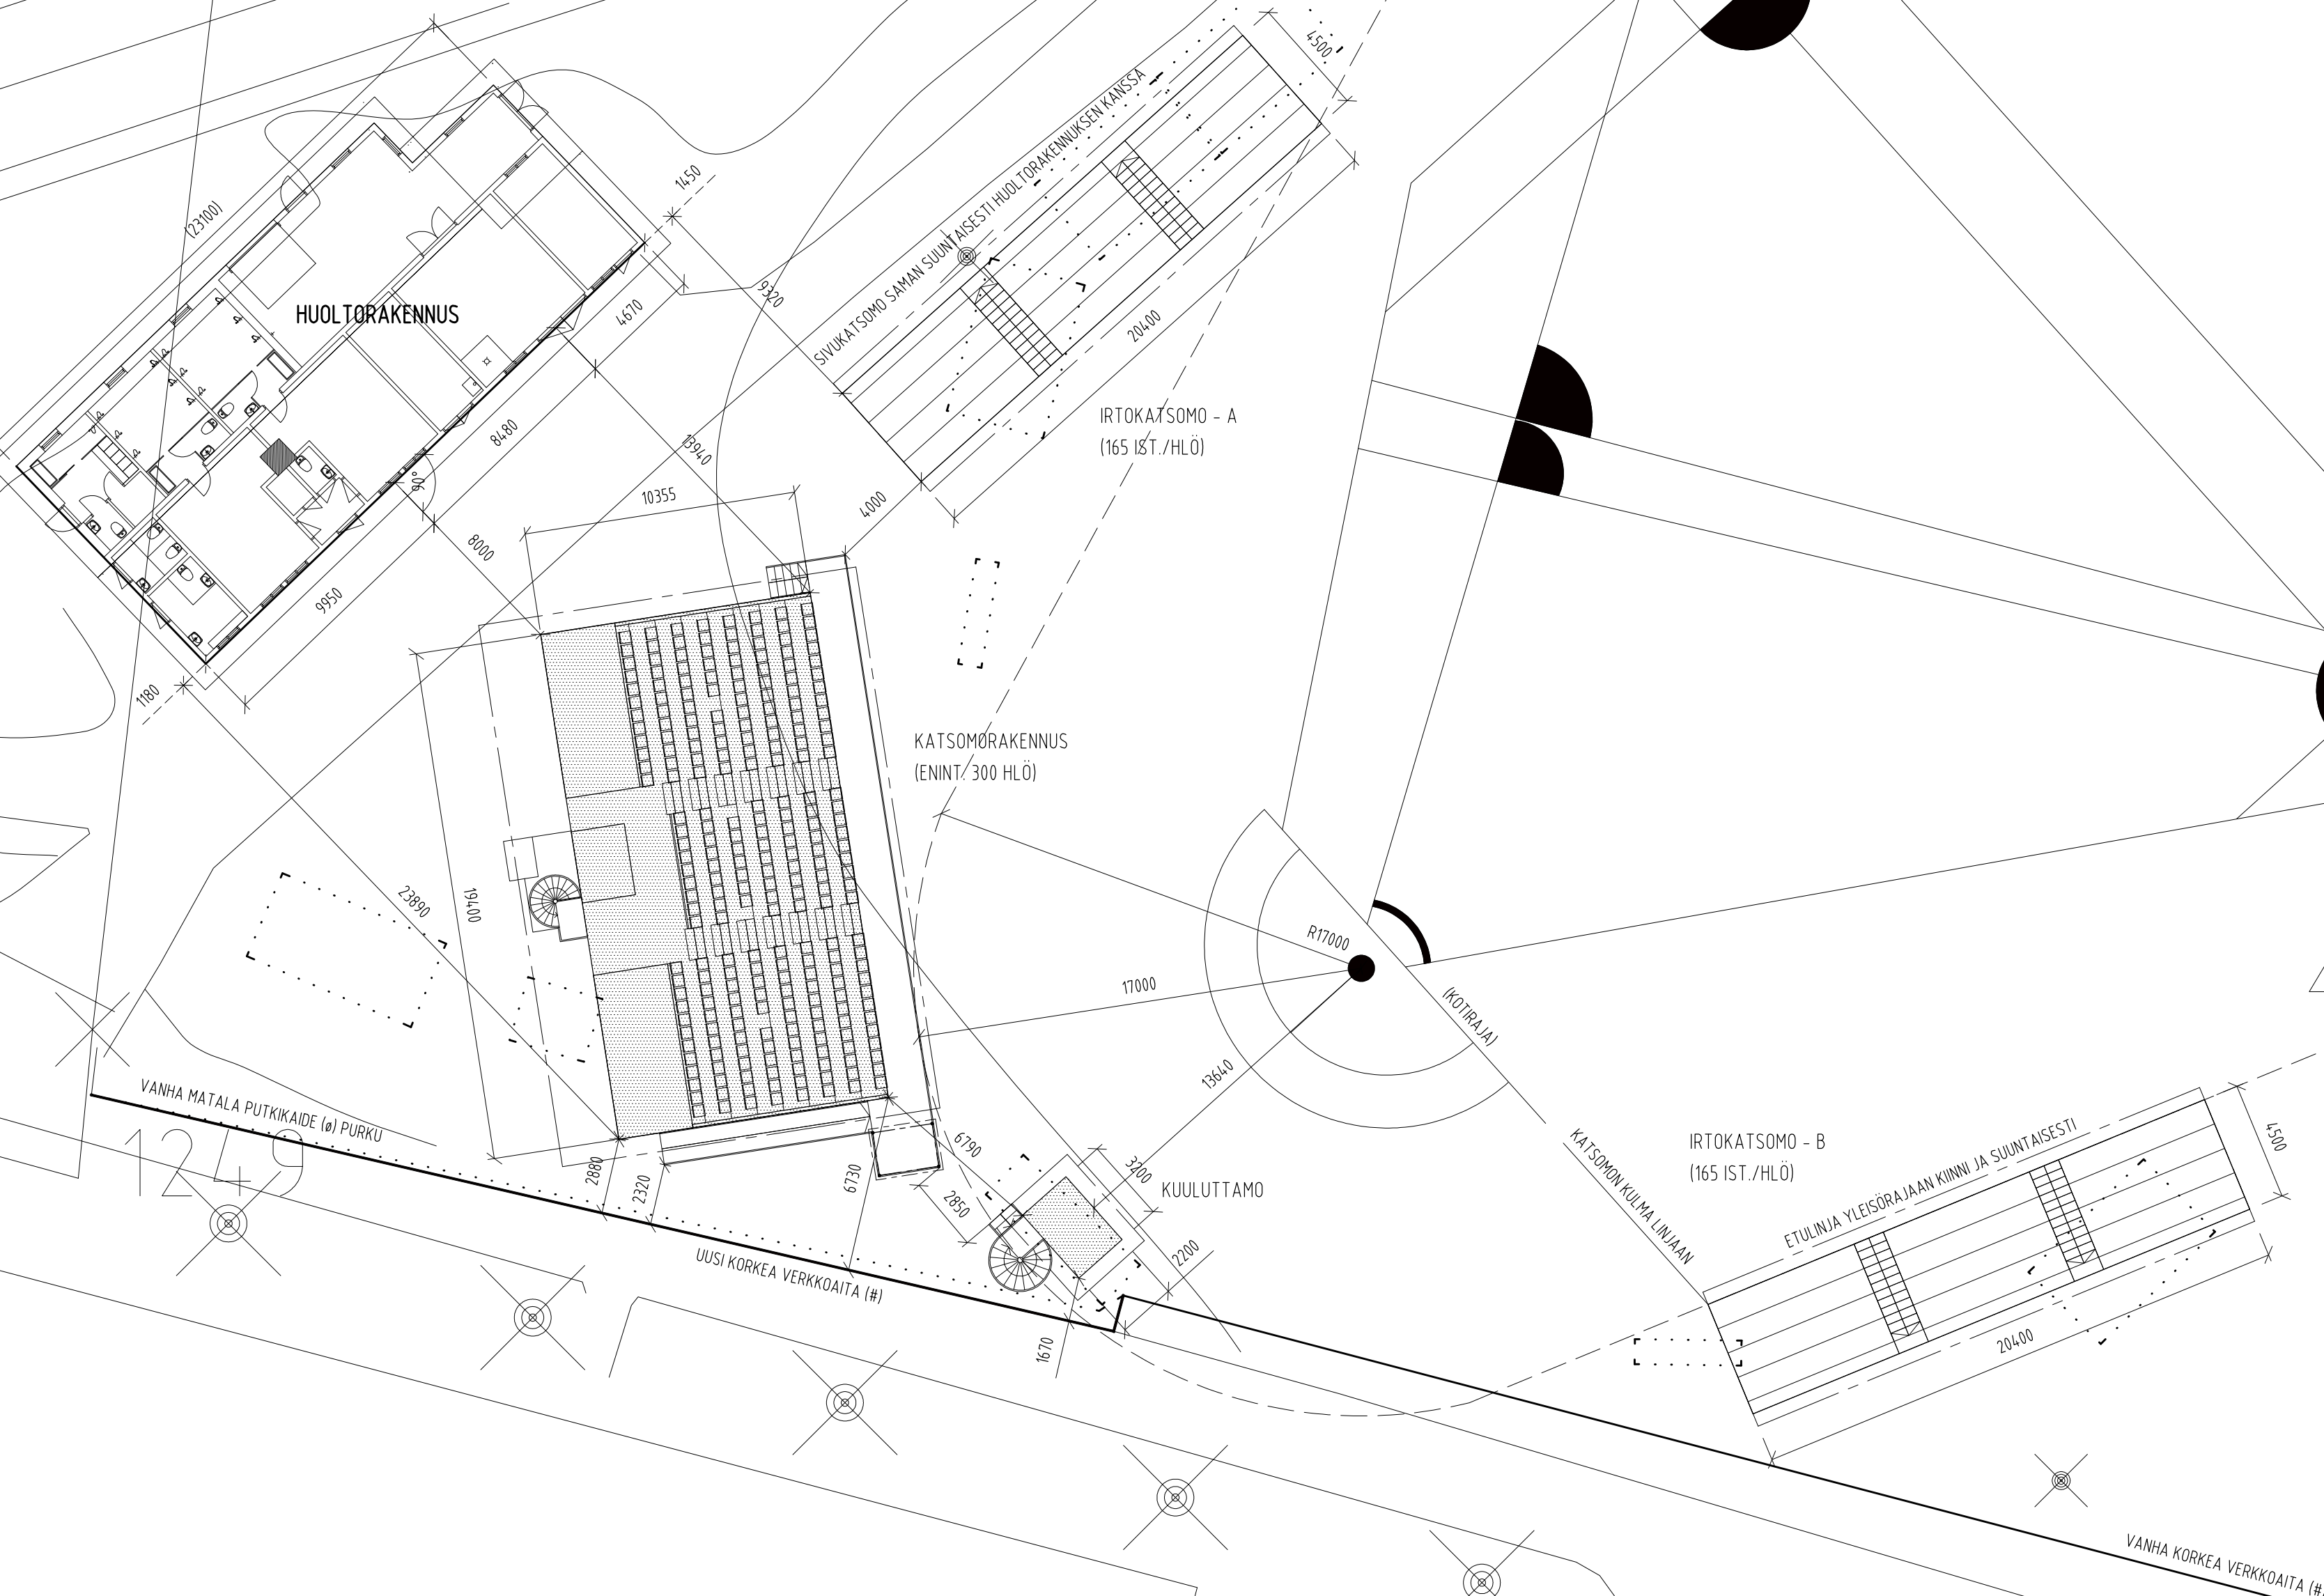 4500
1450
(23100)
SIVUKATSOMO SAMAN SUUNTAISESTI HUOLTORAKENNUKSEN KANSSA
9320
HUOLTORAKENNUS
4670
20400
IRTOKATSOMO - A
(165 IST./HLÖ)
8480
13940
90°
10355
4000
8000
9950
1180
KATSOMORAKENNUS
(ENINT. 300 HLÖ)
23890
19400
R17000
17000
(KOTIRAJA)
13640
VANHA MATALA PUTKIKAIDE (ø) PURKU
1249
2880
2320
6730
6790
2850
3200
KUULUTTAMO
2200
1670
UUSI KORKEA VERKKOAITA (#)
KATSOMON KULMA LINJAAN
IRTOKATSOMO - B
(165 IST./HLÖ)
ETULINJA YLEISÖRAJAAN KIINNI JA SUUNTAISESTI
4500
20400
VANHA KORKEA VERKKOAITA (#